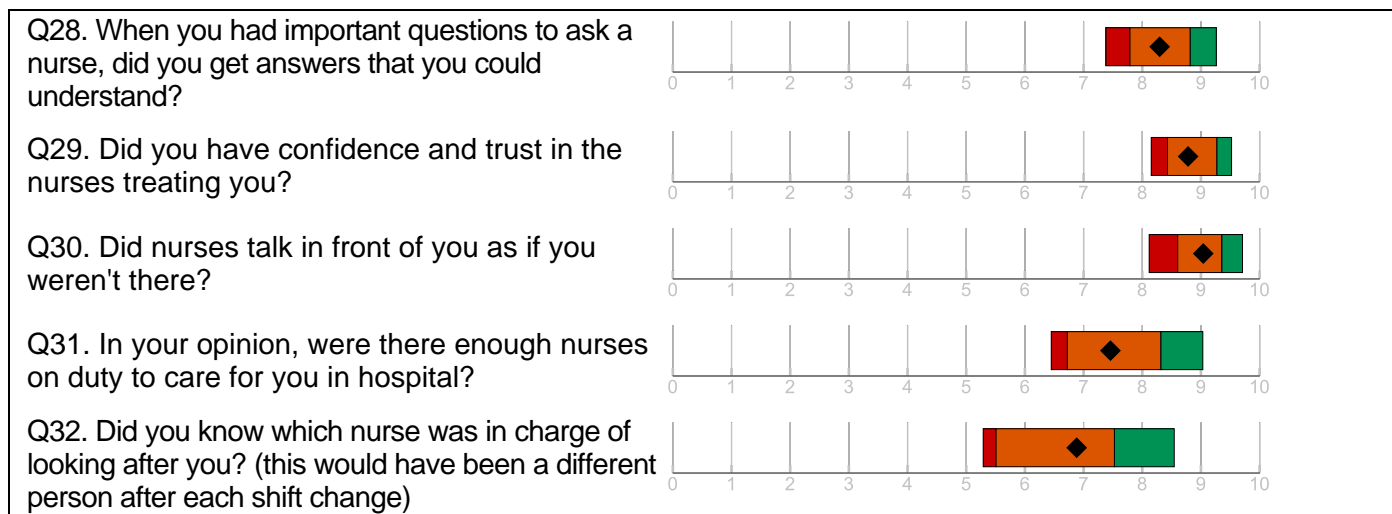 Q28. When you had important questions to ask a
nurse, did you get answers that you could
understand?
0 1 2 3 4 5 6 7 8 9 10
Q29. Did you have confidence and trust in the
nurses treating you?
0 1 2 3 4 5 6 7 8 9 10
Q30. Did nurses talk in front of you as if you
weren't there?
0 1 2 3 4 5 6 7 8 9 10
Q31. In your opinion, were there enough nurses
on duty to care for you in hospital?
0 1 2 3 4 5 6 7 8 9 10
Q32. Did you know which nurse was in charge of
looking after you? (this would have been a different
person after each shift change)
0 1 2 3 4 5 6 7 8 9 10